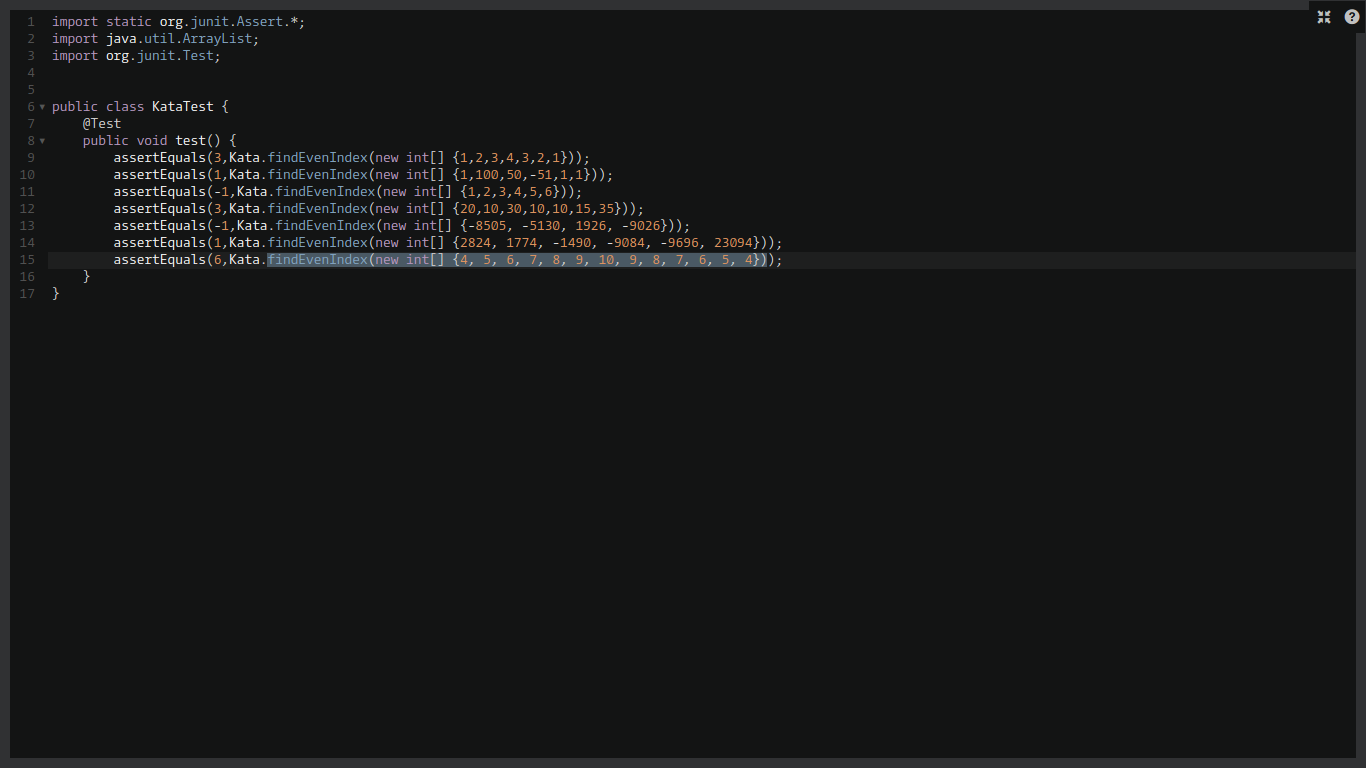 1 import static org.junit.Assert.*;
2 import java.util.ArrayList;
3 import org.junit.Test;
4
5
6 public class KataTest {
7     @Test
8     public void test() {
9         assertEquals(3,Kata.findEvenIndex(new int[] {1,2,3,4,3,2,1}));
10         assertEquals(1,Kata.findEvenIndex(new int[] {1,100,50,-51,1,1}));
11         assertEquals(-1,Kata.findEvenIndex(new int[] {1,2,3,4,5,6}));
12         assertEquals(3,Kata.findEvenIndex(new int[] {20,10,30,10,10,15,35}));
13         assertEquals(-1,Kata.findEvenIndex(new int[] {-8505, -5130, 1926, -9026}));
14         assertEquals(1,Kata.findEvenIndex(new int[] {2824, 1774, -1490, -9084, -9696, 23094}));
15         assertEquals(6,Kata.findEvenIndex(new int[] {4, 5, 6, 7, 8, 9, 10, 9, 8, 7, 6, 5, 4}));
16     }
17 }